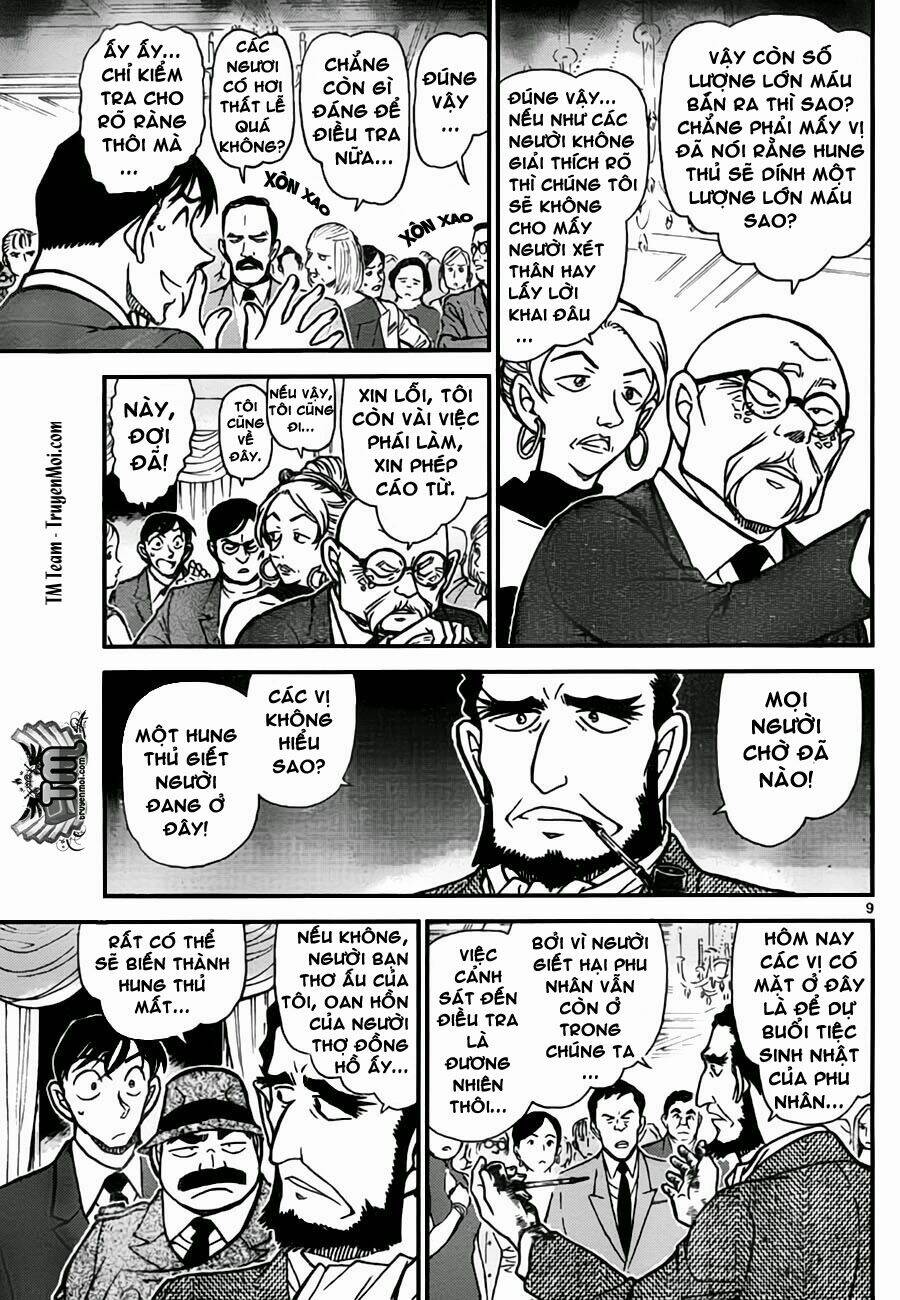 VẬY CÒN SỐ
LƯỢNG LỚN MÁU
BẮN RA THÌ SAO?
CHẲNG PHẢI MẤY VỊ
ĐÃ NÓI RẰNG HUNG
THỦ SẼ DÍNH MỘT
LƯỢNG LỚN MÁU
SAO?
ĐÚNG VẬY...
NẾU NHƯ CÁC
NGƯỜI KHÔNG
GIẢI THÍCH RÕ
THÌ CHÚNG TÔI
SẼ KHÔNG
CHO MẤY
NGƯỜI XÉT
THÂN HAY
LẤY LỜI
KHAI ĐÂU
...
ĐÚNG
VẬY
...
CHẲNG
CÒN GÌ
ĐÁNG ĐỂ
ĐIỀU TRA
NỮA...
CÁC
NGƯƠI
CÓ HƠI
THẤT LỄ
QUÁ
KHÔNG?
ẤY ẤY...
CHỈ KIỂM
TRA CHO
RÕ RÀNG
THÔI MÀ
...
XÔN XAO
XÔN XAO
XIN LỖI, TÔI
CÒN VÀI VIỆC
PHẢI LÀM,
XIN PHÉP
CÁO TỪ.
NẾU VẬY,
TÔI CŨNG
ĐI...
TÔI
CŨNG
VỀ
ĐÂY.
NÀY,
ĐỢI
ĐÃ!
TM Team - TruyenMoi.com
MỌI
NGƯỜI
CHỜ ĐÃ
NÀO!
CÁC VỊ
KHÔNG
HIỂU
SAO?
MỘT HUNG
THỦ GIẾT
NGƯỜI
ĐANG Ở
ĐÂY!
TM
truyenmoi.com
9
HÔM NAY
CÁC VỊ CÓ
MẶT Ở ĐÂY
LÀ ĐỂ DỰ
BUỔI TIỆC
SINH NHẬT
CỦA PHU
NHÂN...
BỞI VÌ NGƯỜI
GIẾT HẠI PHU
NHÂN VẪN
CÒN Ở
TRONG
CHÚNG TA
...
VIỆC
CẢNH
SÁT ĐẾN
ĐIỀU TRA
LÀ
ĐƯƠNG
NHIÊN
THÔI...
NẾU KHÔNG,
NGƯỜI BẠN
THƠ ẤU CỦA
TÔI, OAN HỒN
CỦA NGƯỜI
THỢ ĐỒNG
HỒ ẤY...
RẤT CÓ THỂ
SẼ BIẾN THÀNH
HUNG THỦ
MẤT...